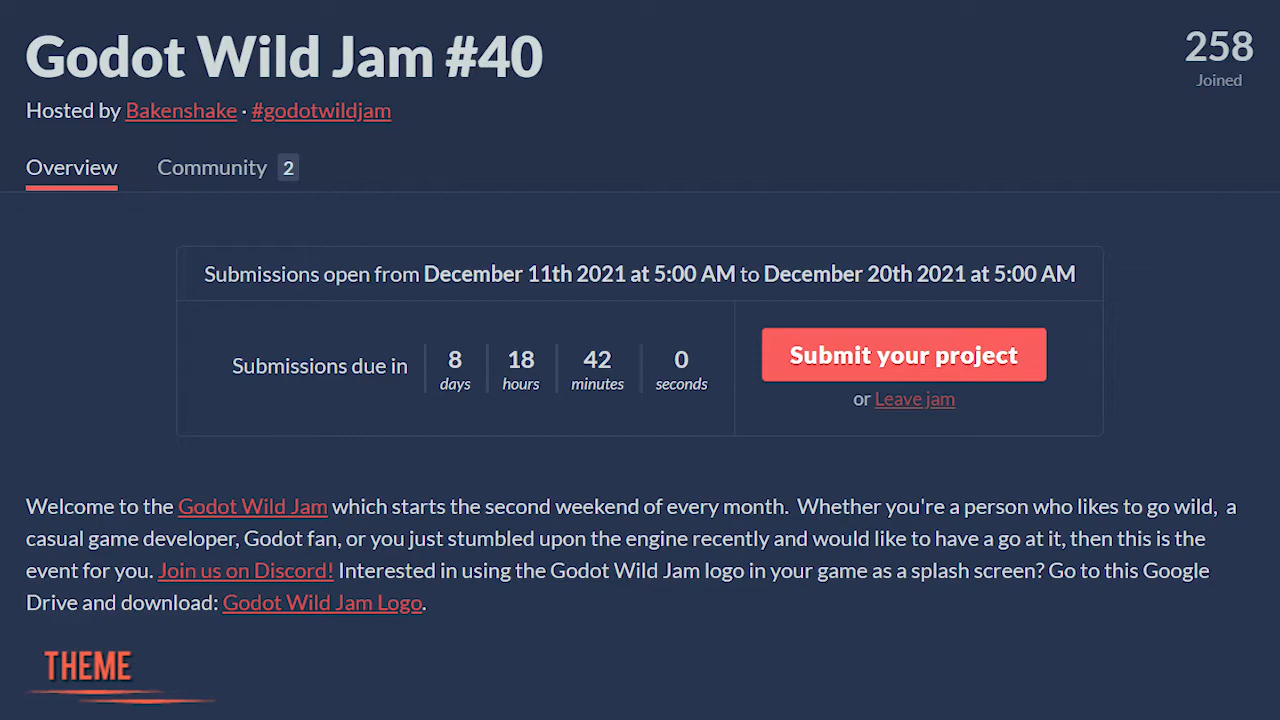 Godot Wild Jam #40
258
Joined
Hosted by Bakenshake · #godotwildjam
Overview Community 2
Submissions open from December 11th 2021 at 5:00 AM to December 20th 2021 at 5:00 AM
Submissions due in
8 18 42 0
days hours minutes seconds
Submit your project
or Leave jam
Welcome to the Godot Wild Jam which starts the second weekend of every month. Whether you're a person who likes to go wild, a
casual game developer, Godot fan, or you just stumbled upon the engine recently and would like to have a go at it, then this is the
event for you. Join us on Discord! Interested in using the Godot Wild Jam logo in your game as a splash screen? Go to this Google
Drive and download: Godot Wild Jam Logo.
THEME